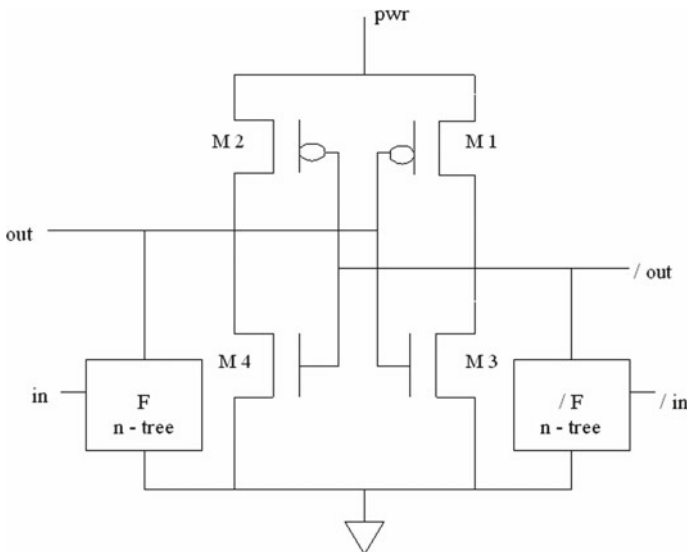 pwr
M 2
M 1
out
/ out
M 4
M 3
in
F
n - tree
/ F
n - tree
/ in